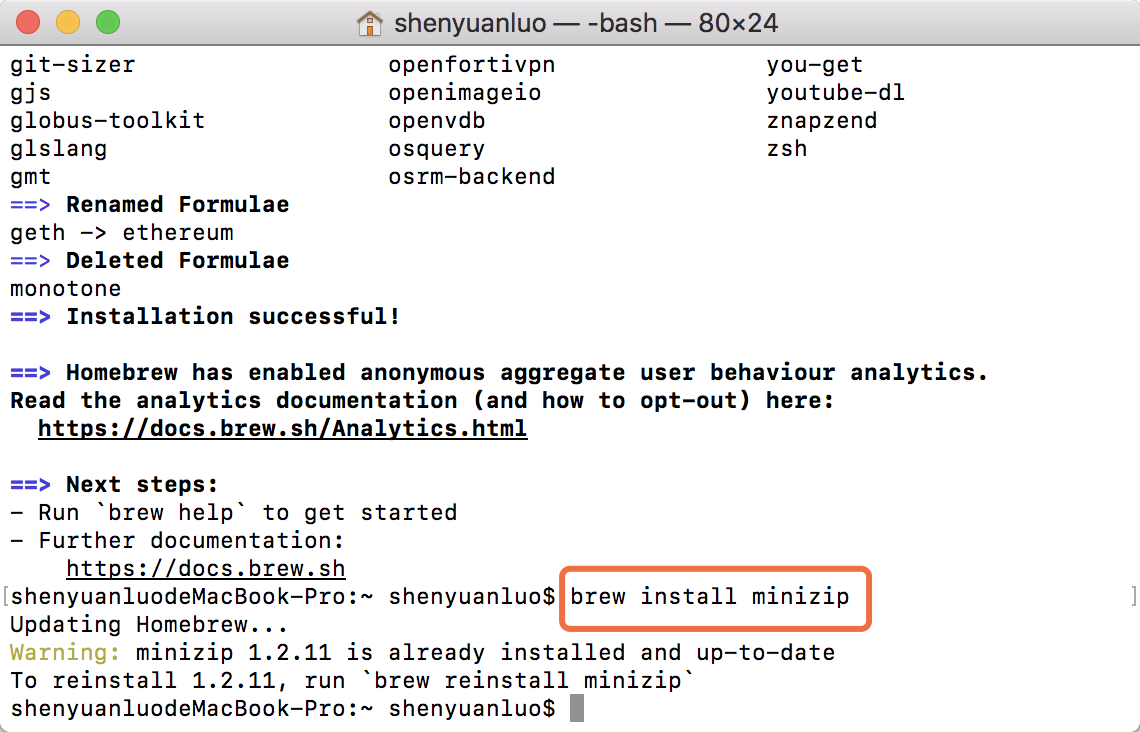 shenyuanluo — -bash — 80×24
git-sizer openfortivpn you-get
gjs openimageio youtube-dl
globus-toolkit openvdb znapzend
glslang osquery zsh
gmt osrm-backend
==> Renamed Formulae
geth -> ethereum
==> Deleted Formulae
monotone
==> Installation successful!
==> Homebrew has enabled anonymous aggregate user behaviour analytics.
Read the analytics documentation (and how to opt-out) here:
https://docs.brew.sh/Analytics.html
==> Next steps:
- Run `brew help` to get started
- Further documentation:
https://docs.brew.sh
[shenyuanluodeMacBook-Pro:~ shenyuanluo$ brew install minizip ]
Updating Homebrew...
Warning: minizip 1.2.11 is already installed and up-to-date
To reinstall 1.2.11, run `brew reinstall minizip`
shenyuanluodeMacBook-Pro:~ shenyuanluo$